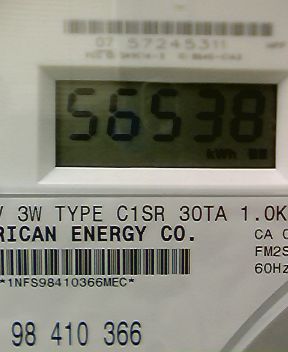 07 57245311
56538
kWh
V 3W TYPE C1SR 30TA 1.0K
RICAN ENERGY CO.
CA 0
FM2S
60Hz
*1NFS98410366MEC*
98 410 366